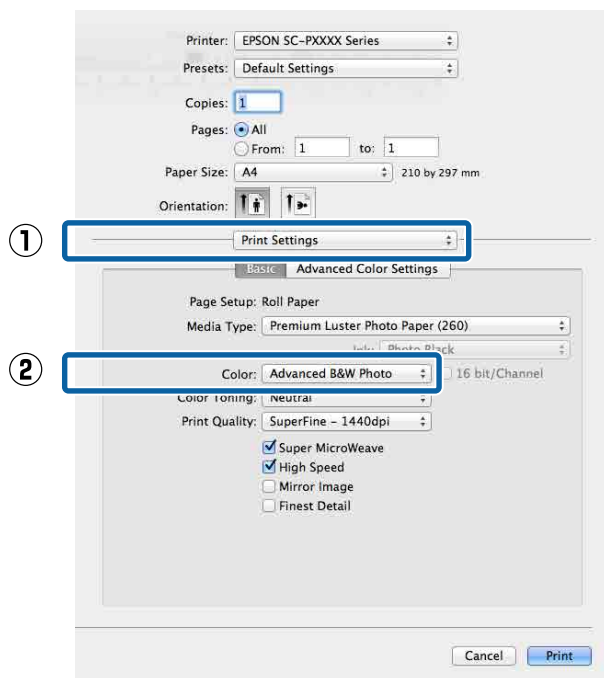 Printer: EPSON SC-PXXXX Series
Presets: Default Settings
Copies: 1
Pages: All
From: 1 to: 1
Paper Size: A4 210 by 297 mm
Orientation:
① Print Settings
Basic Advanced Color Settings
Page Setup: Roll Paper
Media Type: Premium Luster Photo Paper (260)
Ink: Photo Black
② Color: Advanced B&W Photo 16 bit/Channel
Color Toning: Neutral
Print Quality: SuperFine – 1440dpi
Super MicroWeave
High Speed
Mirror Image
Finest Detail
Cancel Print